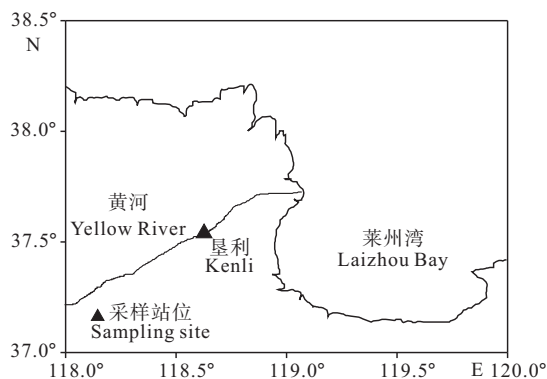 38.5°
N
38.0°
黄河
Yellow River
莱州湾
Laizhou Bay
37.5°
垦利
Kenli
采样站位
Sampling site
37.0°
118.0°
118.5°
119.0°
119.5°
E 120.0°